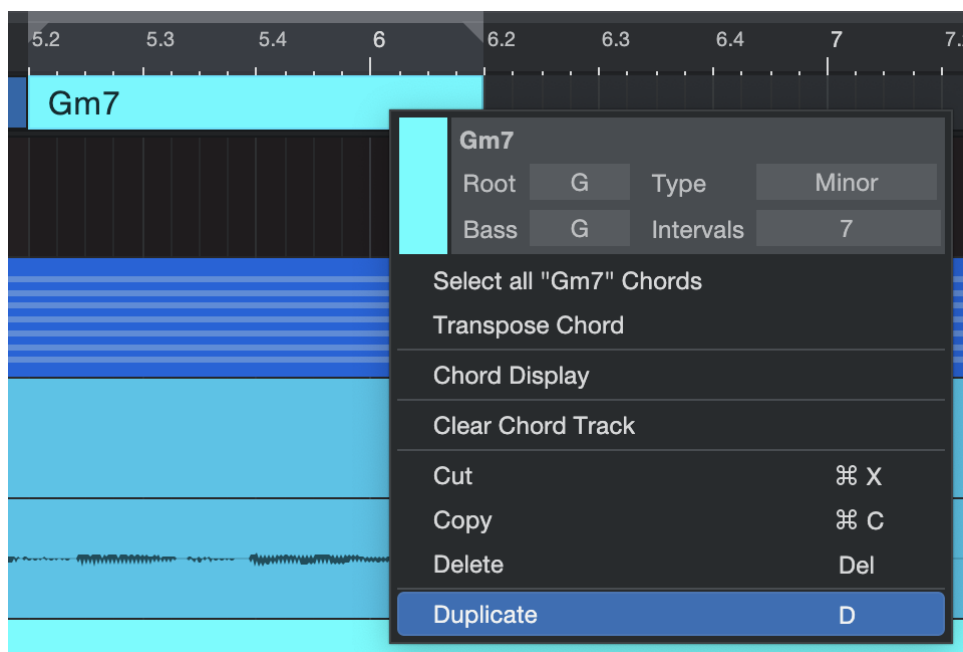 5.2 5.3 5.4 6 6.2 6.3 6.4 7 7.
Gm7
Gm7
Root G Type Minor
Bass G Intervals 7
Select all "Gm7" Chords
Transpose Chord
Chord Display
Clear Chord Track
Cut ⌘ X
Copy ⌘ C
Delete Del
Duplicate D